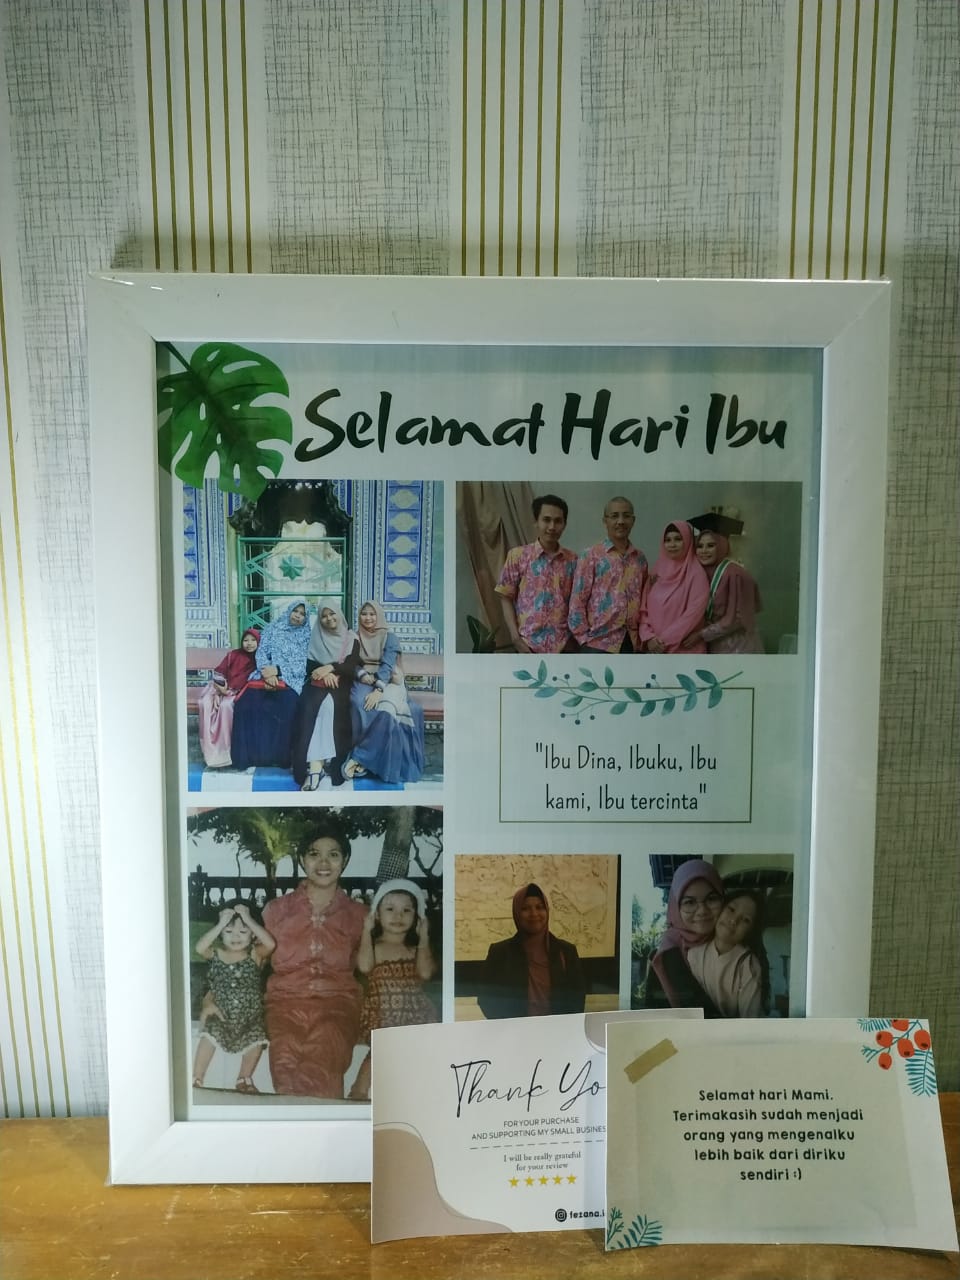 Selamat Hari Ibu
"Ibu Dina, Ibuku, Ibu
kami, Ibu tercinta"
Thank Yo
FOR YOUR PURCHASE
AND SUPPORTING MY SMALL BUSINES
I will be really grateful
for your review
fezana.i
Selamat hari Mami.
Terimakasih sudah menjadi
orang yang mengenalku
lebih baik dari diriku
sendiri :)